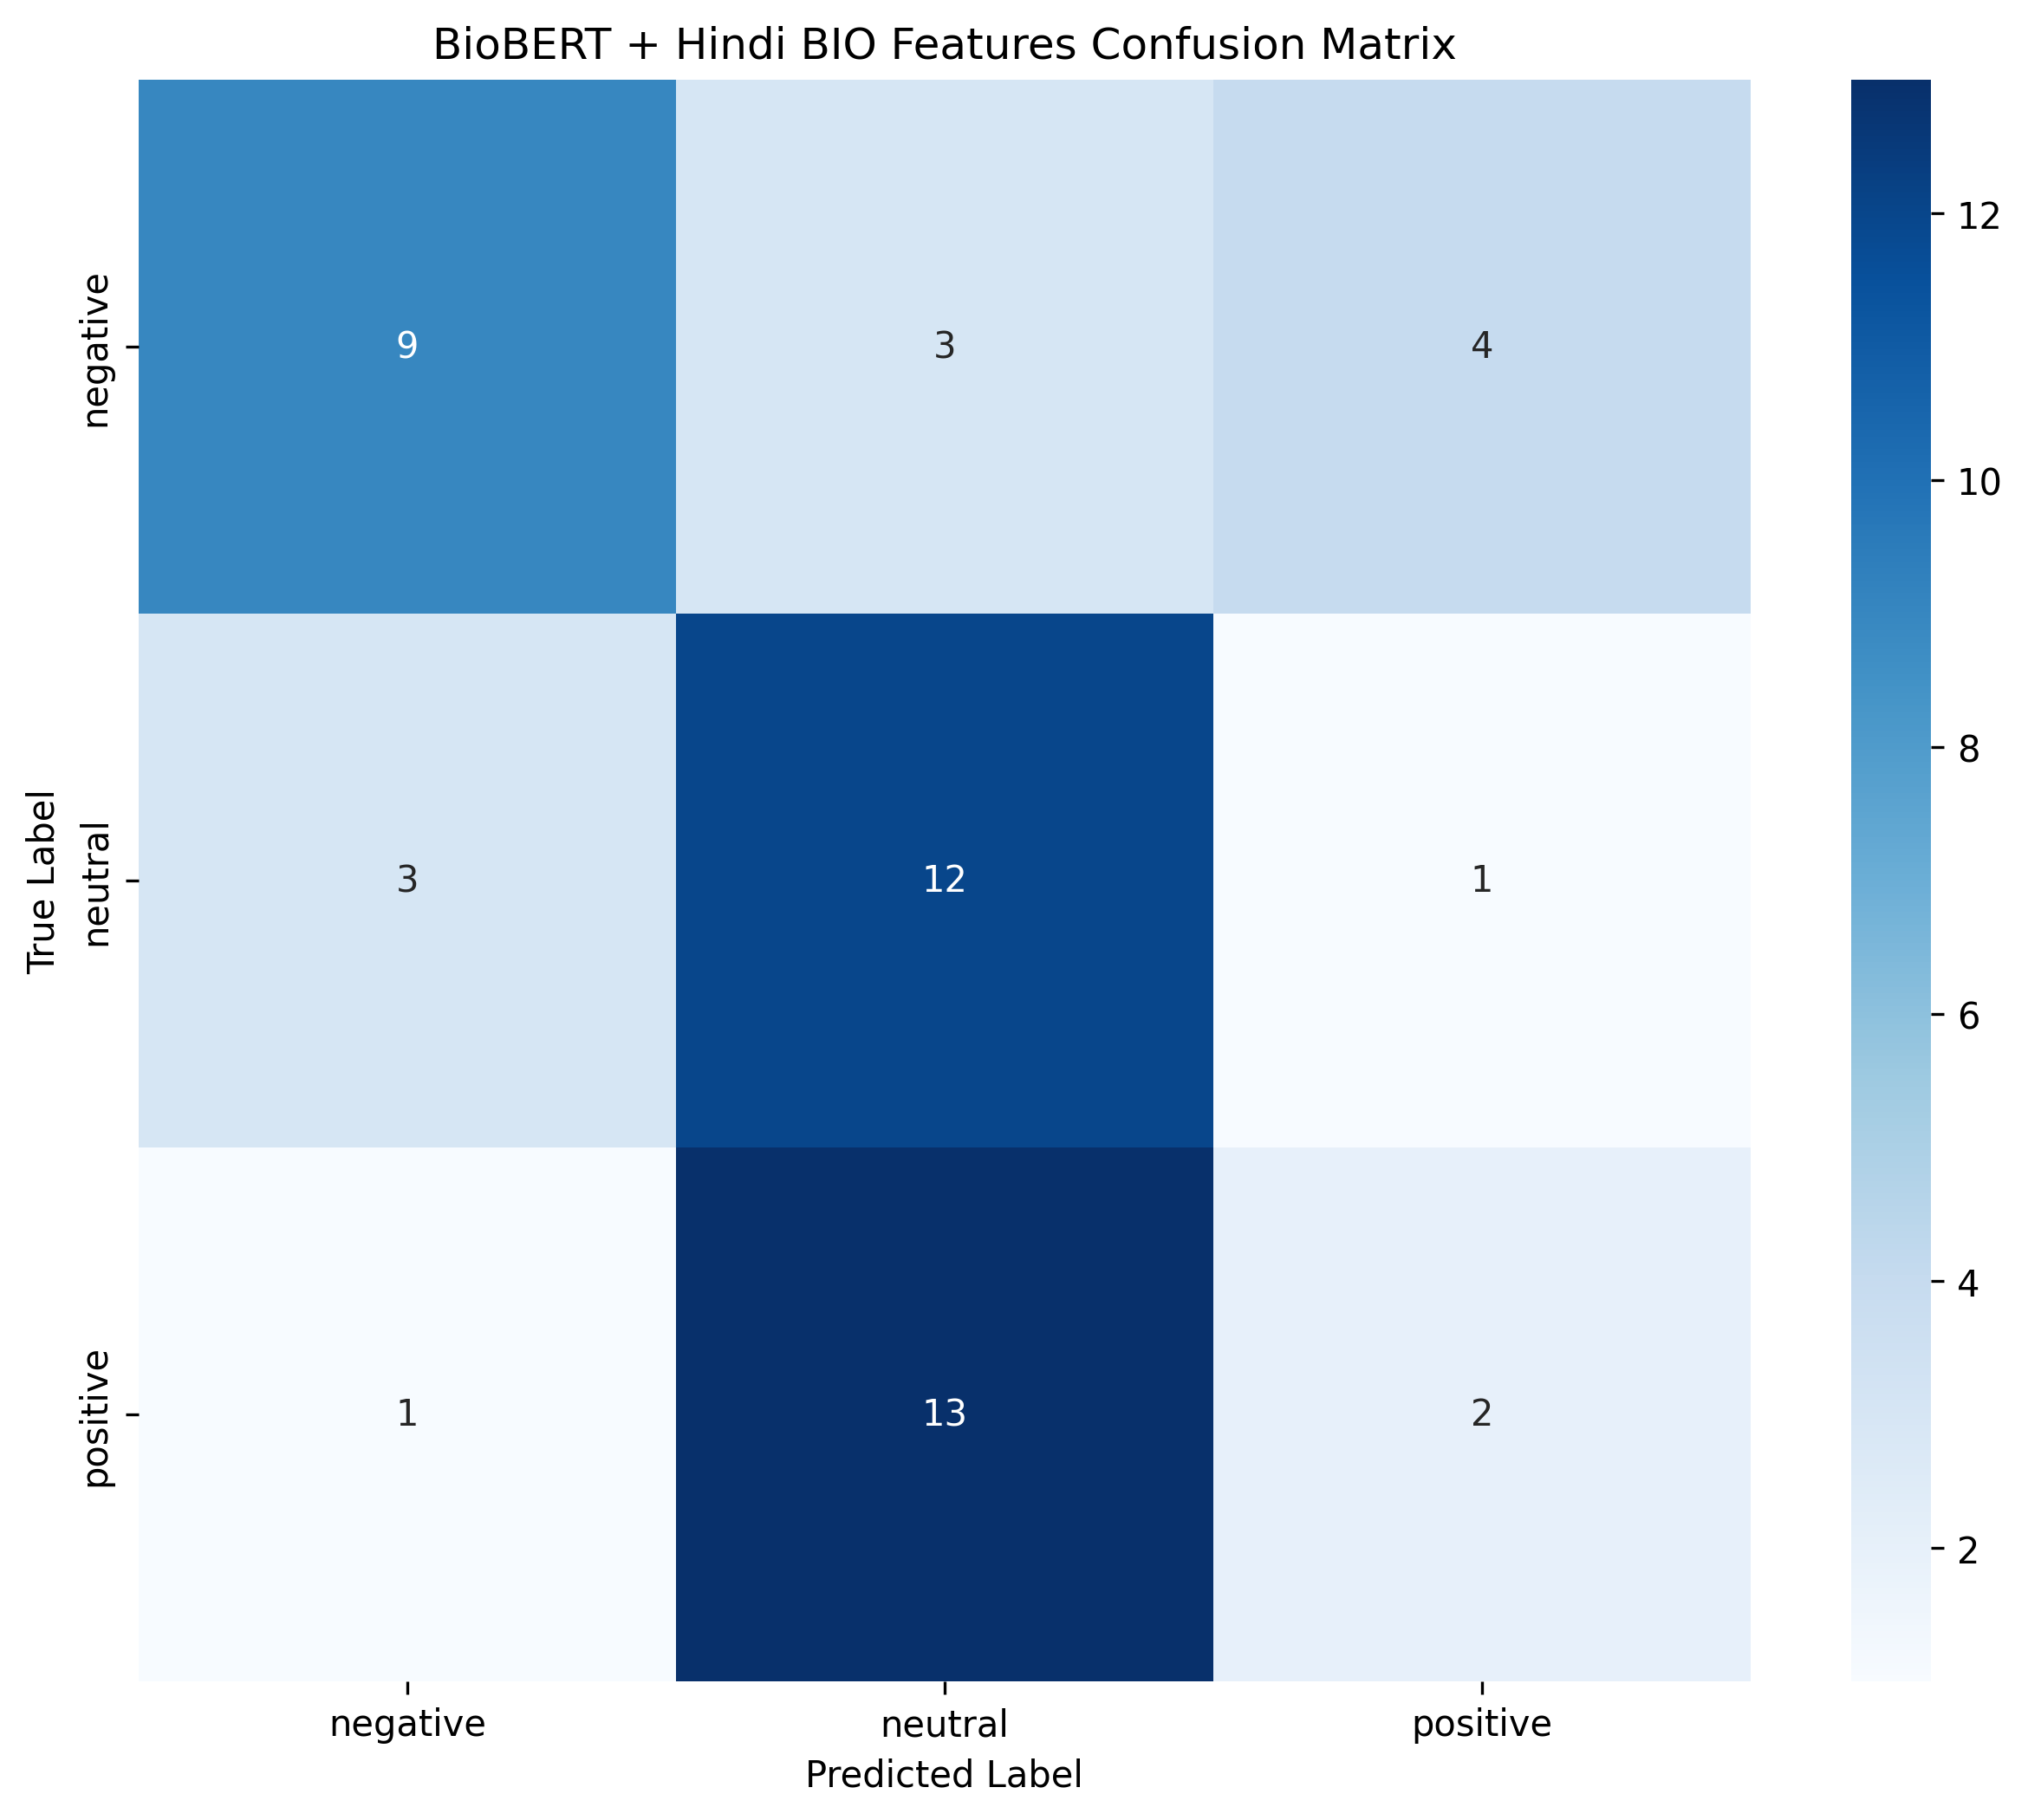 BioBERT + Hindi BIO Features Confusion Matrix
True Label
negative
9 3 4
neutral
3 12 1
positive
1 13 2
negative neutral positive
Predicted Label
12
10
8
6
4
2